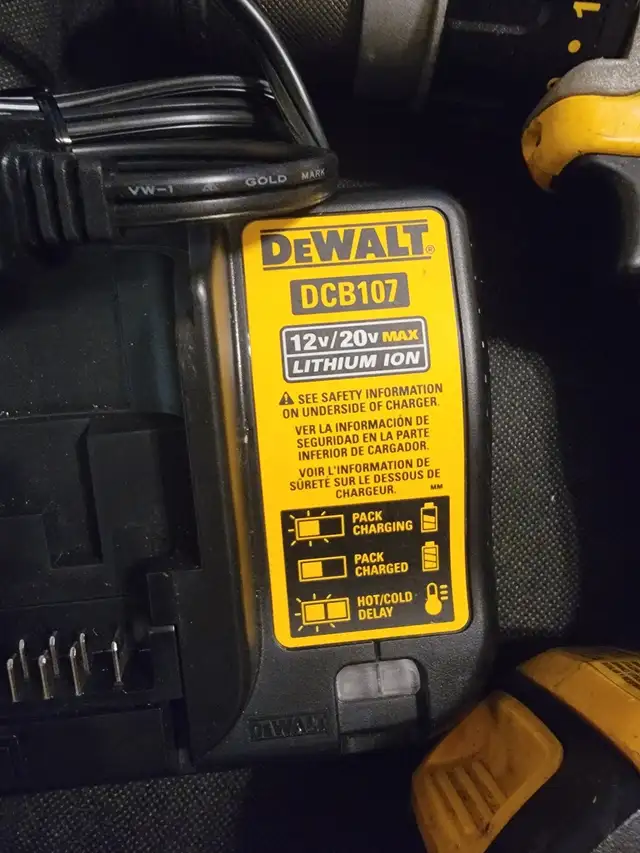 1
VW-1 GOLD MARK
DEWALT®
DCB107
12V/20V MAX
LITHIUM ION
⚠ SEE SAFETY INFORMATION
ON UNDERSIDE OF CHARGER.
VER LA INFORMACIÓN DE
SEGURIDAD EN LA PARTE
INFERIOR DE CARGADOR.
VOIR L'INFORMATION DE
SÛRETÉ SUR LE DESSOUS DE
CHARGEUR.
MM
PACK
CHARGING
PACK
CHARGED
HOT/COLD
DELAY
DEWALT